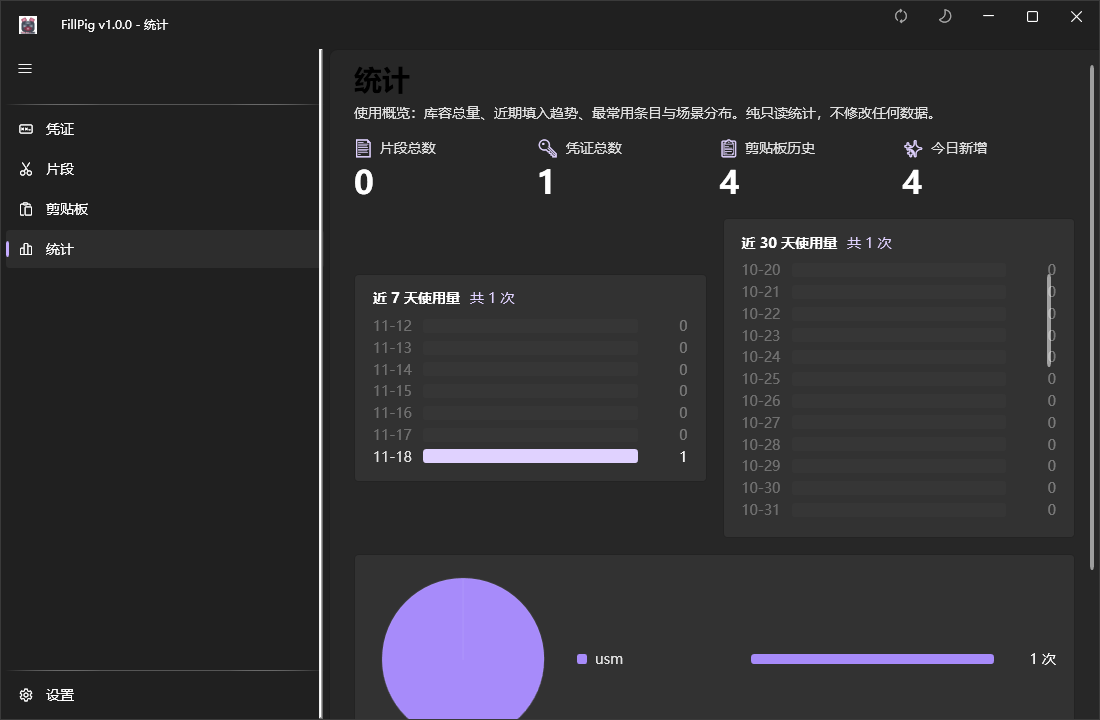 FillPig v1.0.0 - 统计
凭证
片段
剪贴板
统计
设置
统计
使用概览：库容总量、近期填入趋势、最常用条目与场景分布。纯只读统计，不修改任何数据。
片段总数
0
凭证总数
1
剪贴板历史
4
今日新增
4
近 7 天使用量 共 1 次
11-12 0
11-13 0
11-14 0
11-15 0
11-16 0
11-17 0
11-18 1
近 30 天使用量 共 1 次
10-20 0
10-21 0
10-22 0
10-23 0
10-24 0
10-25 0
10-26 0
10-27 0
10-28 0
10-29 0
10-30 0
10-31 0
usm 1 次